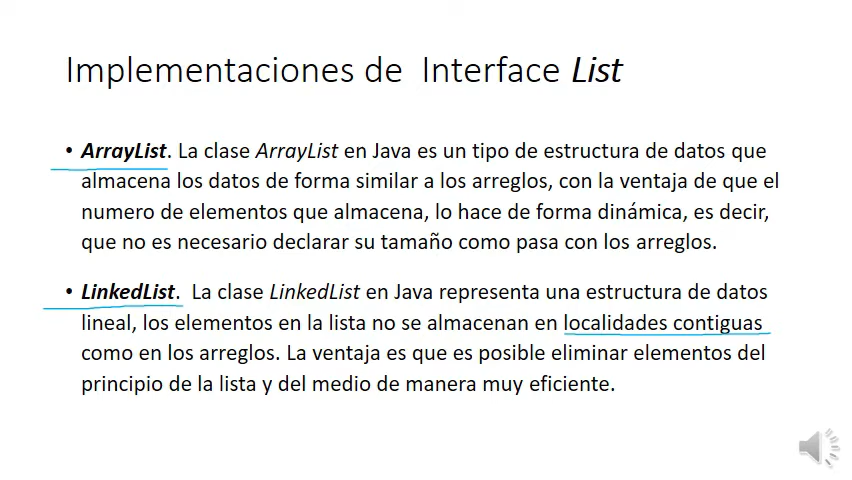 Implementaciones de Interface List
• ArrayList. La clase ArrayList en Java es un tipo de estructura de datos que
almacena los datos de forma similar a los arreglos, con la ventaja de que el
numero de elementos que almacena, lo hace de forma dinámica, es decir,
que no es necesario declarar su tamaño como pasa con los arreglos.
• LinkedList. La clase LinkedList en Java representa una estructura de datos
lineal, los elementos en la lista no se almacenan en localidades contiguas
como en los arreglos. La ventaja es que es posible eliminar elementos del
principio de la lista y del medio de manera muy eficiente.